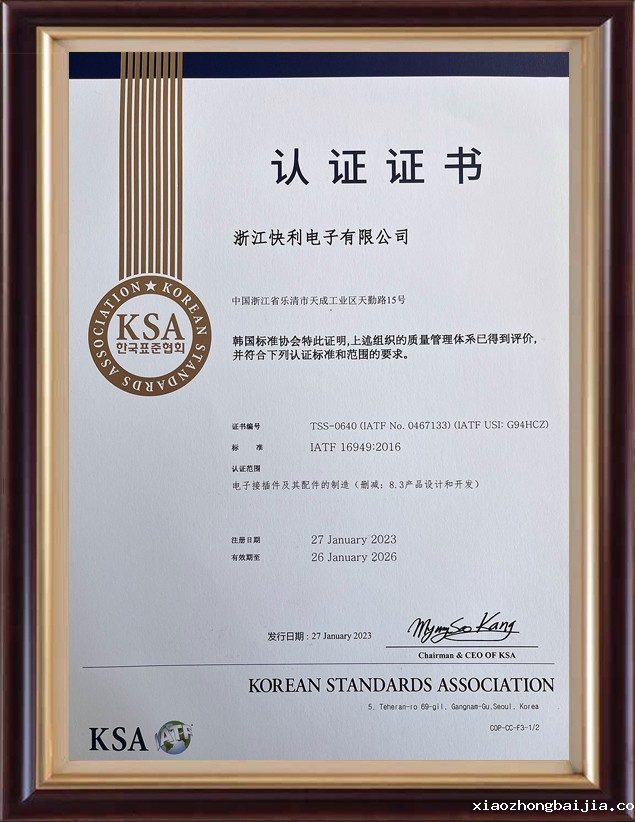 KSA
认证证书
浙江快利电子有限公司
中国浙江省乐清市天成工业区天勤路15号
KOREAN STANDARDS ASSOCIATION
KSA
한국표준협회
韩国标准协会特此证明,上述组织的质量管理体系已得到评价,
并符合下列认证标准和范围的要求。
证书编号 TSS-0640 (IATF No. 0467133) (IATF USI: G94HCZ)
标 准 IATF 16949:2016
认证范围
电子接插件及其配件的制造（删减：8.3产品设计和开发）
注册日期 27 January 2023
有效期至 26 January 2026
发行日期 : 27 January 2023
Chairman & CEO OF KSA
KOREAN STANDARDS ASSOCIATION
5, Teheran-ro 69-gil, Gangnam-Gu,Seoul, Korea
COP-CC-F3-1/2
KSA IATF
xiaozhongbaijia.co